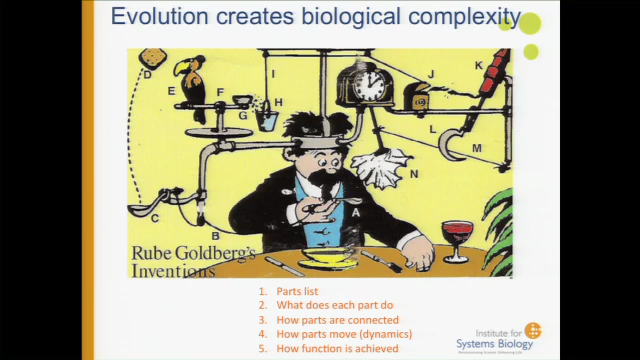 Evolution creates biological complexity
D
E
F
G
H
I
J
K
L
M
N
A
B
C
Rube Goldberg's
Inventions
1. Parts list
2. What does each part do
3. How parts are connected
4. How parts move (dynamics)
5. How function is achieved
Institute for
Systems Biology